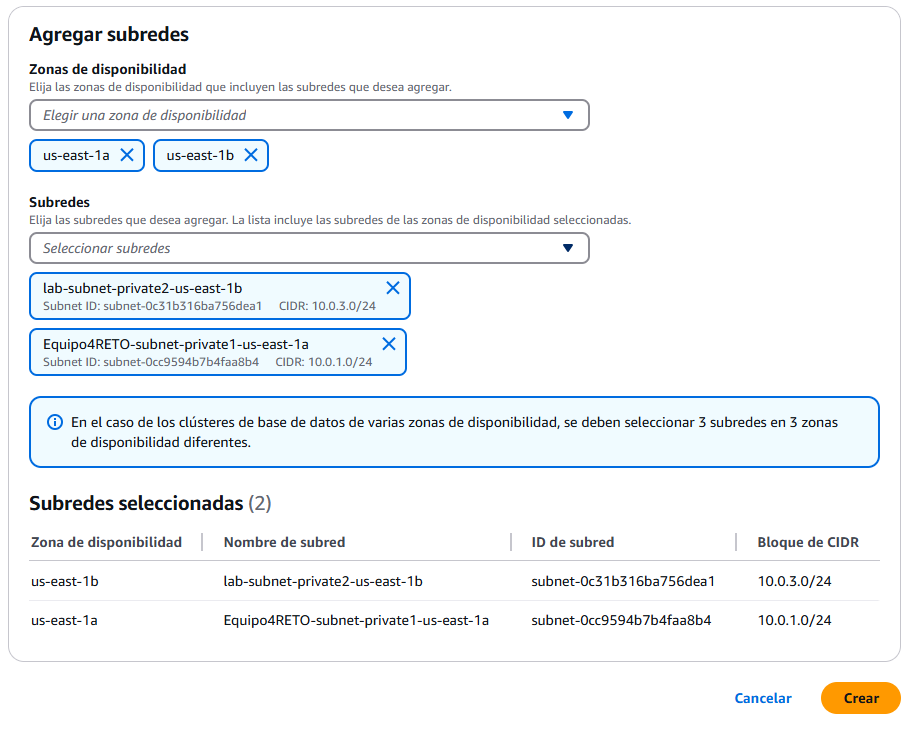 Agregar subredes
Zonas de disponibilidad
Elija las zonas de disponibilidad que incluyen las subredes que desea agregar.
Elegir una zona de disponibilidad
us-east-1a us-east-1b
Subredes
Elija las subredes que desea agregar. La lista incluye las subredes de las zonas de disponibilidad seleccionadas.
Seleccionar subredes
lab-subnet-private2-us-east-1b
Subnet ID: subnet-0c31b316ba756dea1 CIDR: 10.0.3.0/24
Equipo4RETO-subnet-private1-us-east-1a
Subnet ID: subnet-0cc9594b7b4faa8b4 CIDR: 10.0.1.0/24
En el caso de los clústeres de base de datos de varias zonas de disponibilidad, se deben seleccionar 3 subredes en 3 zonas
de disponibilidad diferentes.
Subredes seleccionadas (2)
Zona de disponibilidad Nombre de subred ID de subred Bloque de CIDR
us-east-1b lab-subnet-private2-us-east-1b subnet-0c31b316ba756dea1 10.0.3.0/24
us-east-1a Equipo4RETO-subnet-private1-us-east-1a subnet-0cc9594b7b4faa8b4 10.0.1.0/24
Cancelar Crear